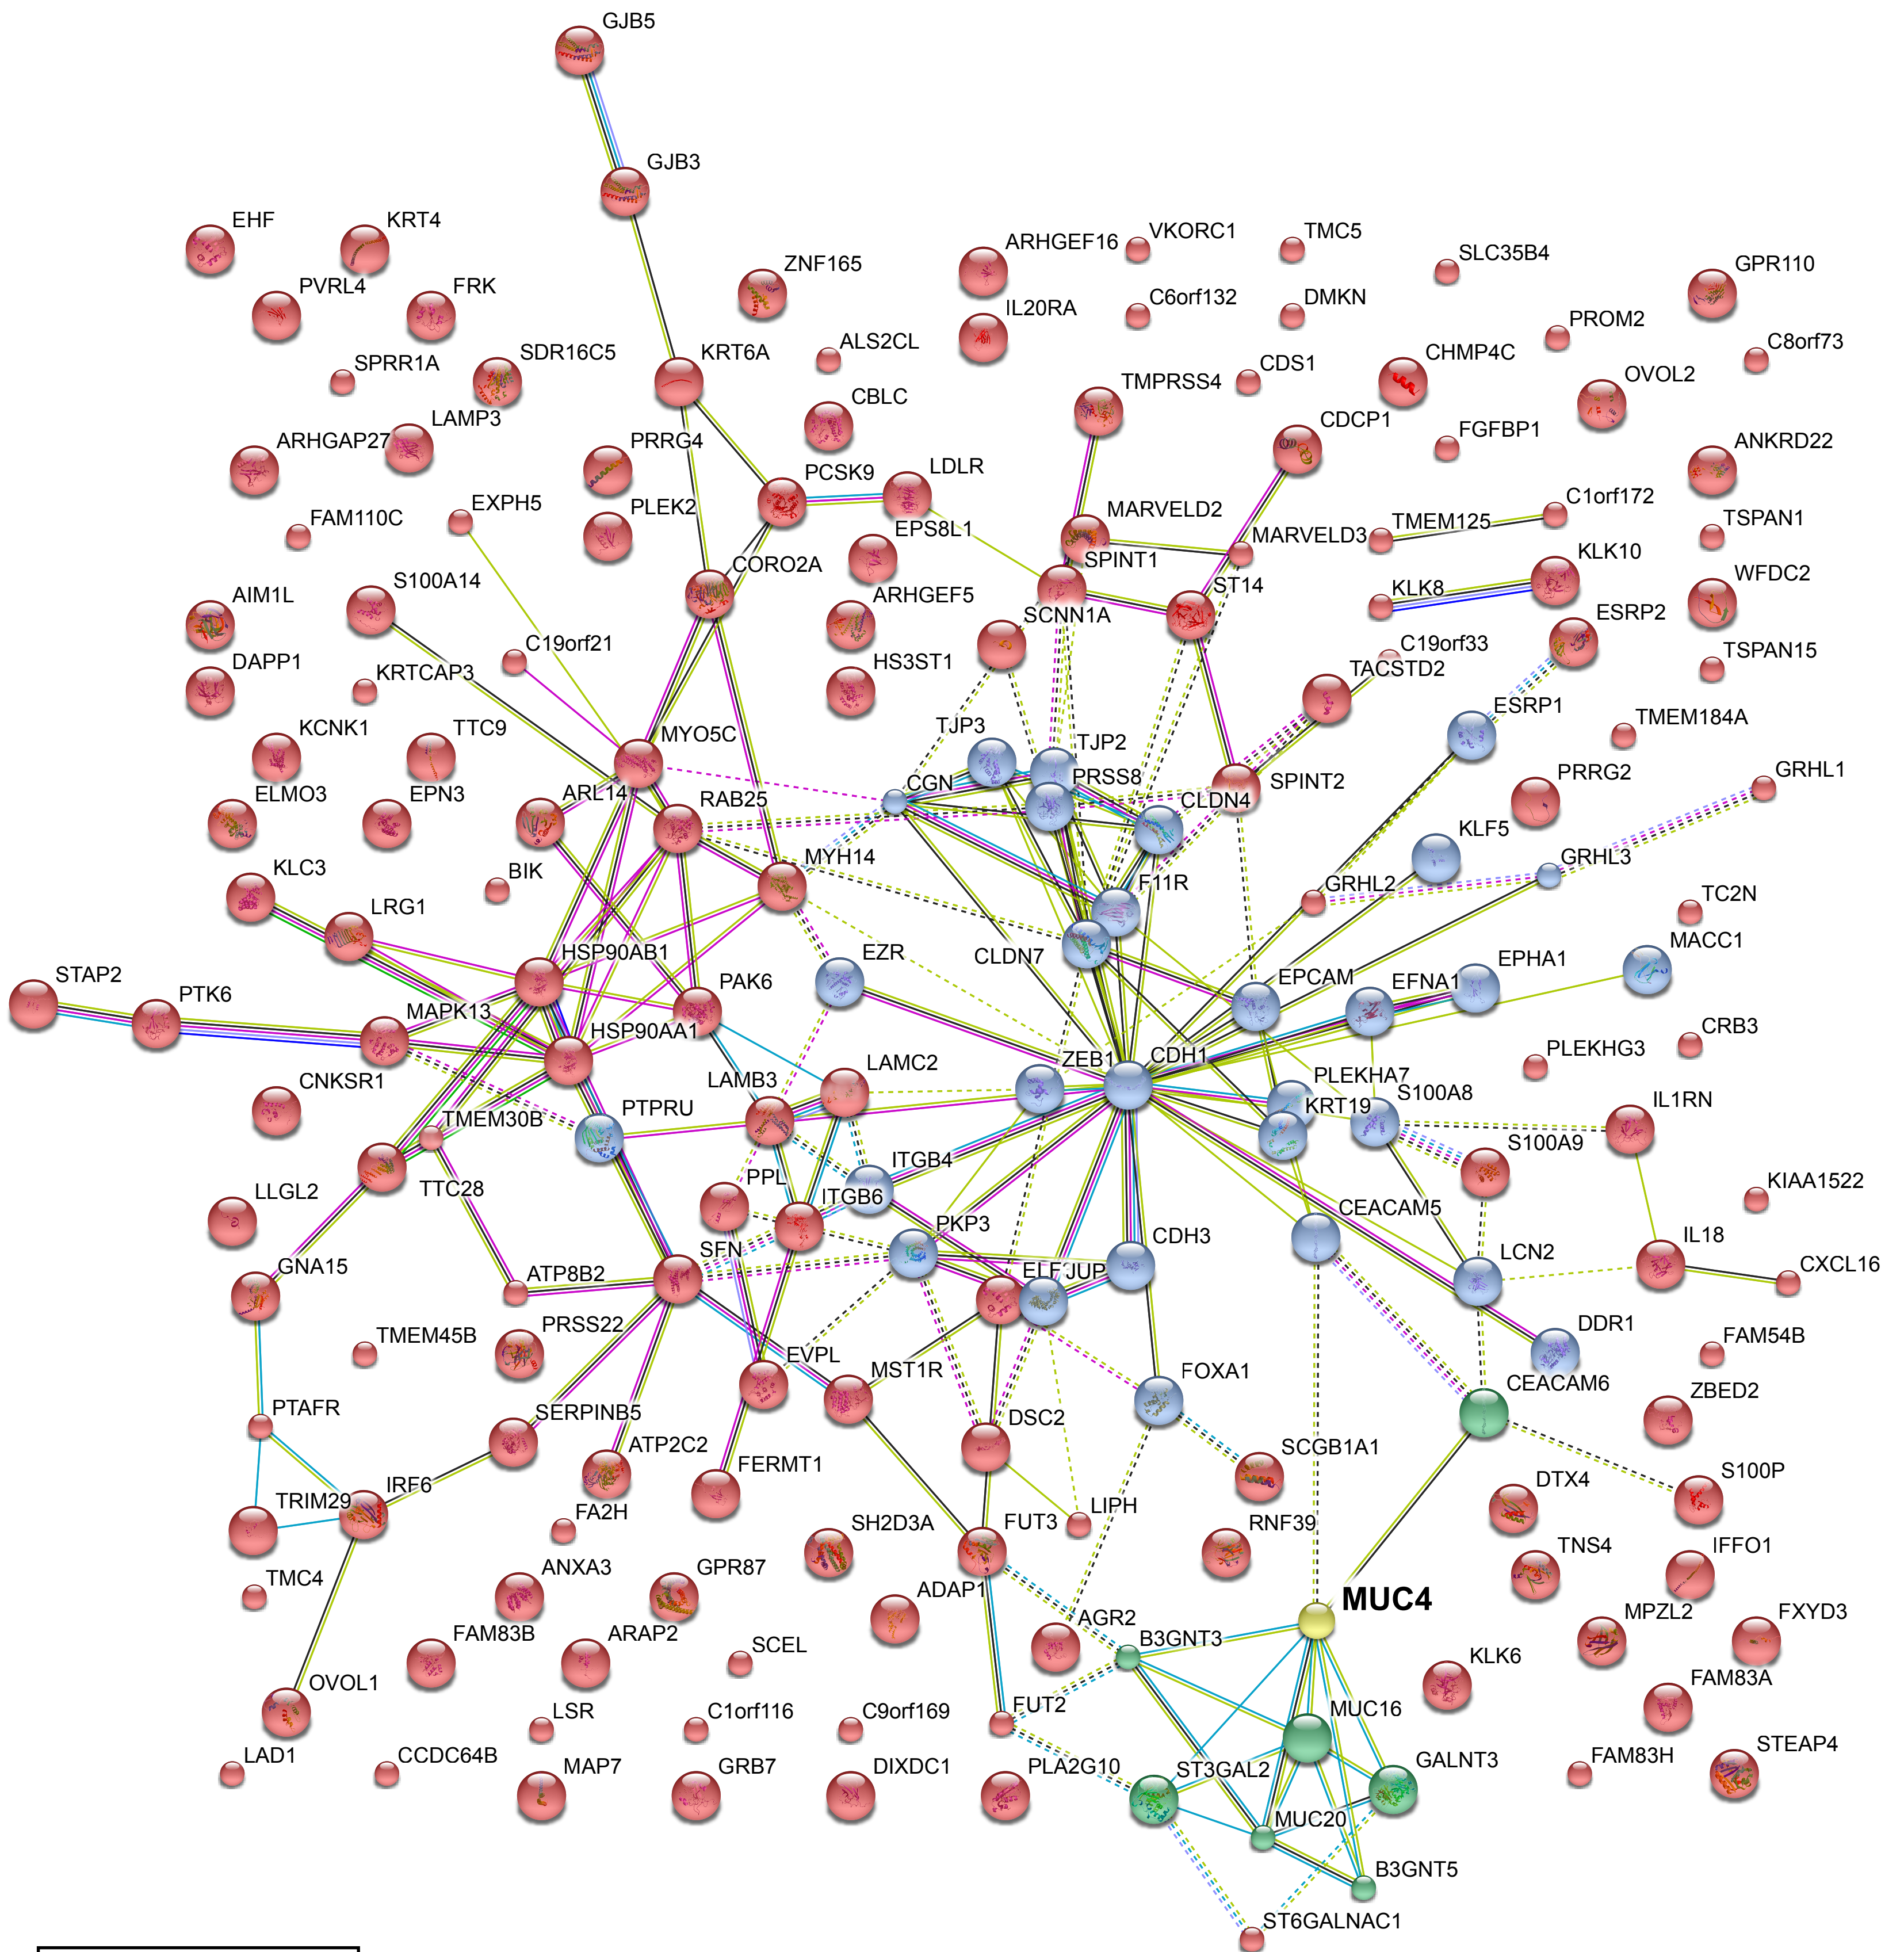 GJB5
GJB3
EHF
KRT4
ARHGEF16
VKORC1
TMC5
SLC35B4
ZNF165
GPR110
PVRL4
FRK
IL20RA
C6orf132
DMKN
PROM2
C8orf73
SPRR1A
SDR16C5
KRT6A
ALS2CL
TMPRSS4
CDS1
CHMP4C
OVOL2
CBLC
LAMP3
ARHGAP27
PRRG4
CDCP1
FGFBP1
ANKRD22
PCSK9
LDLR
EXPH5
PLEK2
MARVELD2
C1orf172
FAM110C
EPS8L1
MARVELD3
TMEM125
TSPAN1
CORO2A
SPINT1
KLK10
S100A14
ST14
KLK8
WFDC2
AIM1L
ARHGEF5
SCNN1A
ESRP2
C19orf21
C19orf33
DAPP1
KRTCAP3
HS3ST1
TACSTD2
TSPAN15
ESRP1
KCNK1
TTC9
MYO5C
TJP3
TJP2
TMEM184A
PRSS8
SPINT2
PRRG2
GRHL1
CGN
ELMO3
EPN3
ARL14
RAB25
CLDN4
KLF5
BIK
MYH14
GRHL3
F11R
GRHL2
KLC3
TC2N
LRG1
HSP90AB1
EZR
CLDN7
MACC1
STAP2
PTK6
PAK6
EPCAM
EFNA1
EPHA1
MAPK13
HSP90AA1
CRB3
PLEKHG3
ZEB1
CDH1
CNKSR1
LAMB3
LAMC2
PLEKHA7
S100A8
IL1RN
TMEM30B
PTPRU
KRT19
S100A9
ITGB4
PPL
KIAA1522
LLGL2
TTC28
ITGB6
CEACAM5
PKP3
CDH3
LCN2
IL18
SFN
GNA15
ATP8B2
ELF3
JUP
CXCL16
TMEM45B
PRSS22
DDR1
FAM54B
EVPL
MST1R
FOXA1
CEACAM6
PTAFR
SERPINB5
DSC2
ZBED2
ATP2C2
FERMT1
SCGB1A1
S100P
TRIM29
IRF6
DTX4
FA2H
SH2D3A
FUT3
LIPH
RNF39
TMC4
ANXA3
GPR87
ADAP1
TNS4
IFFO1
MUC4
AGR2
MPZL2
FXYD3
FAM83B
ARAP2
SCEL
B3GNT3
KLK6
FAM83A
OVOL1
LSR
C1orf116
C9orf169
FUT2
MUC16
LAD1
CCDC64B
MAP7
GRB7
DIXDC1
PLA2G10
ST3GAL2
GALNT3
FAM83H
STEAP4
MUC20
B3GNT5
ST6GALNAC1